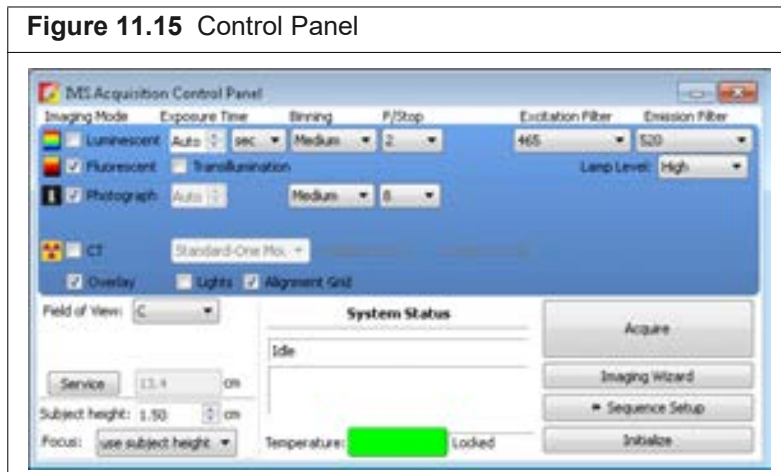 Figure 11.15 Control Panel
IVIS Acquisition Control Panel
Imaging Mode Exposure Time Binning F/Stop Excitation Filter Emission Filter
Luminescent Auto sec Medium 2 465 520
Fluorescent Transillumination Lamp Level: High
Photograph Auto Medium 8
CT Standard-One Mou.
Overlay Lights Alignment Grid
Field of View: C System Status Acquire
Idle
Service 13.4 cm Imaging Wizard
Subject height: 1.50 cm Sequence Setup
Focus: use subject height Temperature: Locked Initialize